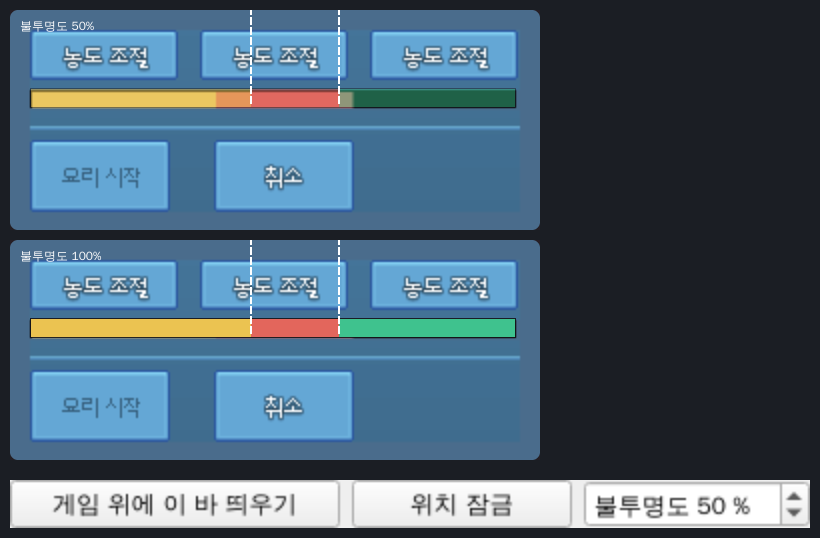 불투명도 50%
농도 조절 농도 조절 농도 조절
요리 시작 취소
불투명도 100%
농도 조절 농도 조절 농도 조절
요리 시작 취소
게임 위에 이 바 띄우기 위치 잠금 불투명도 50 %